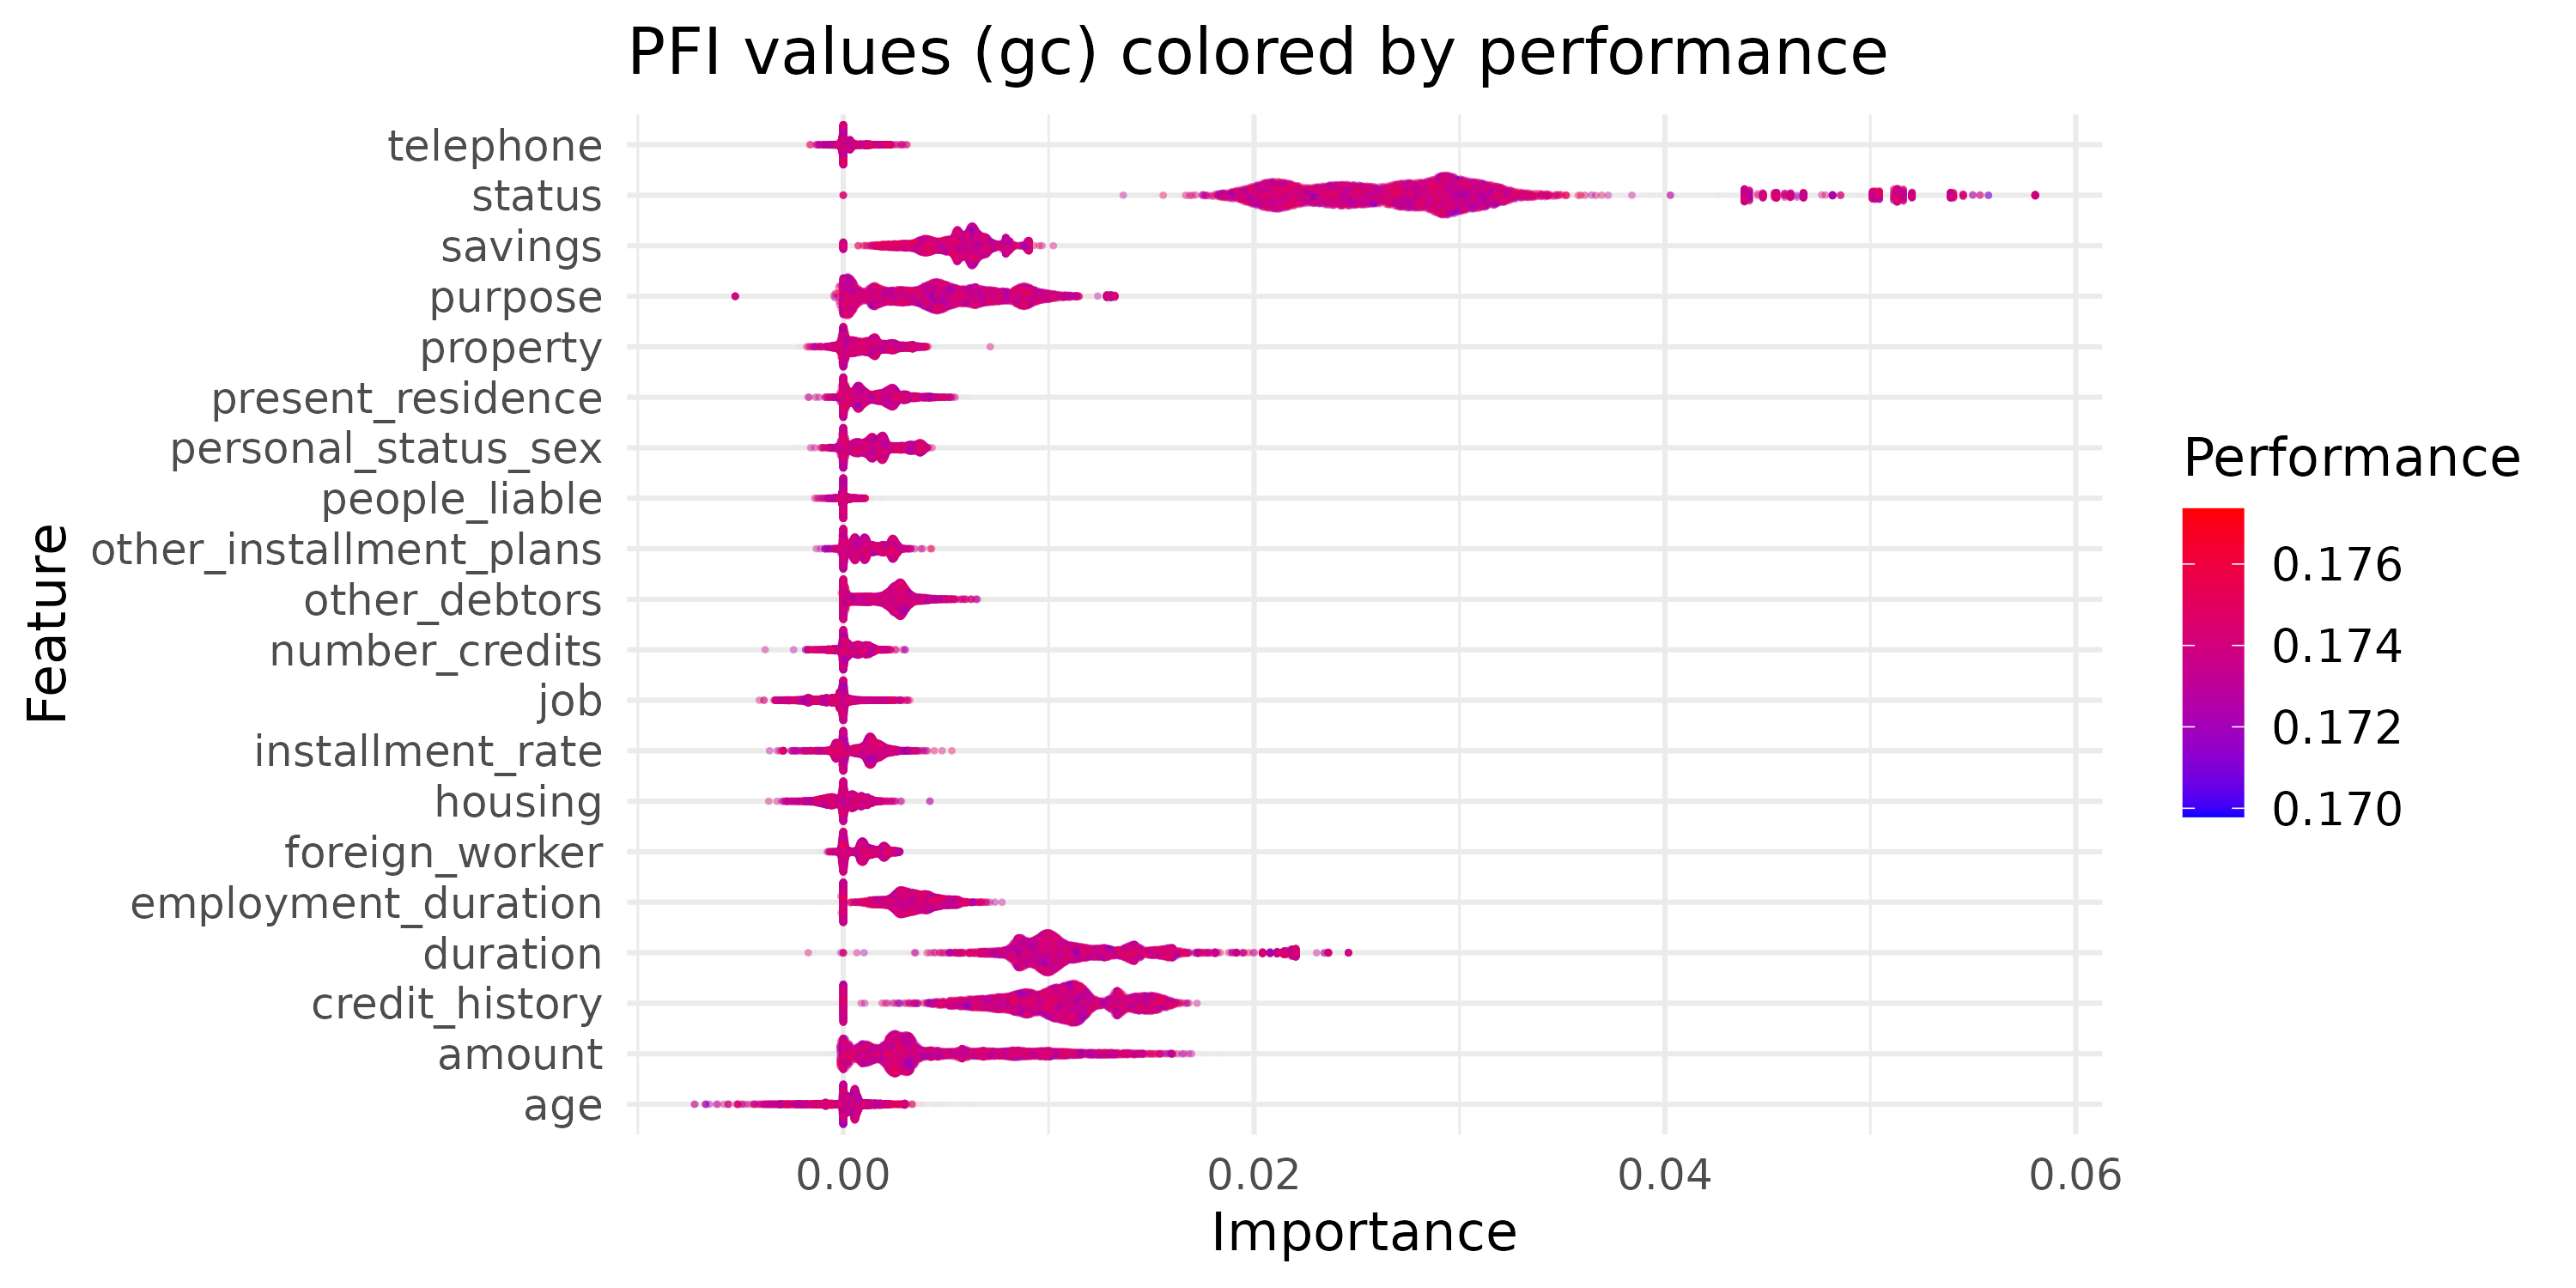 PFI values (gc) colored by performance
telephone
status
savings
purpose
property
present_residence
personal_status_sex
people_liable
other_installment_plans
other_debtors
number_credits
job
installment_rate
housing
foreign_worker
employment_duration
duration
credit_history
amount
age
Feature
0.00 0.02 0.04 0.06
Importance
Performance
0.176
0.174
0.172
0.170